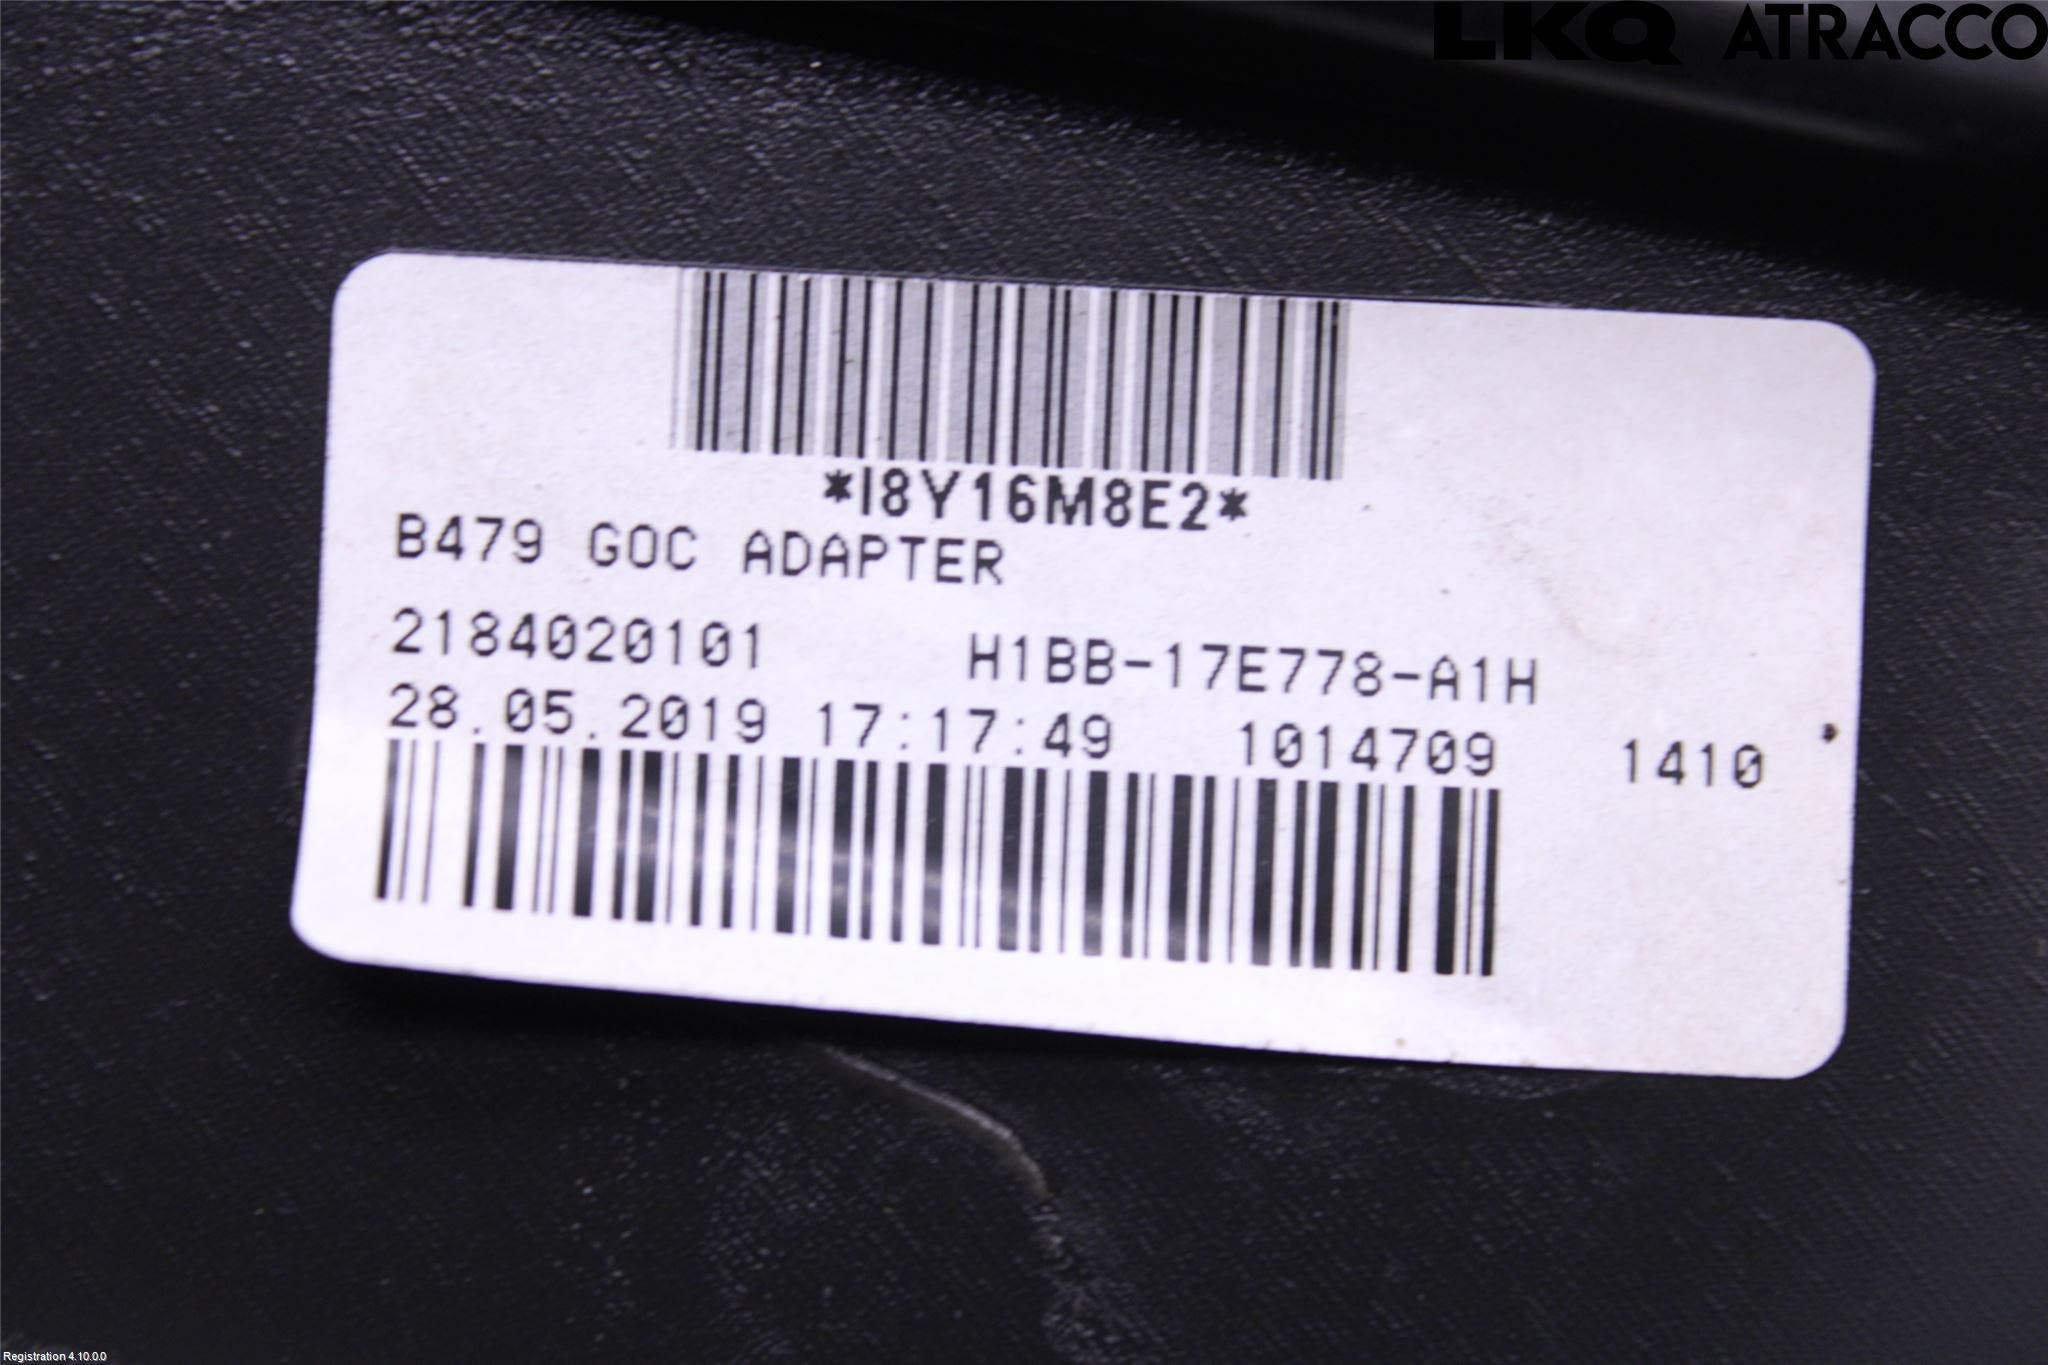 LKQ ATRACCO
*I8Y16M8E2*
B479 GOC ADAPTER
2184020101 H1BB-17E778-A1H
28.05.2019 17:17:49 1014709 1410
Registration 4.10.0.0